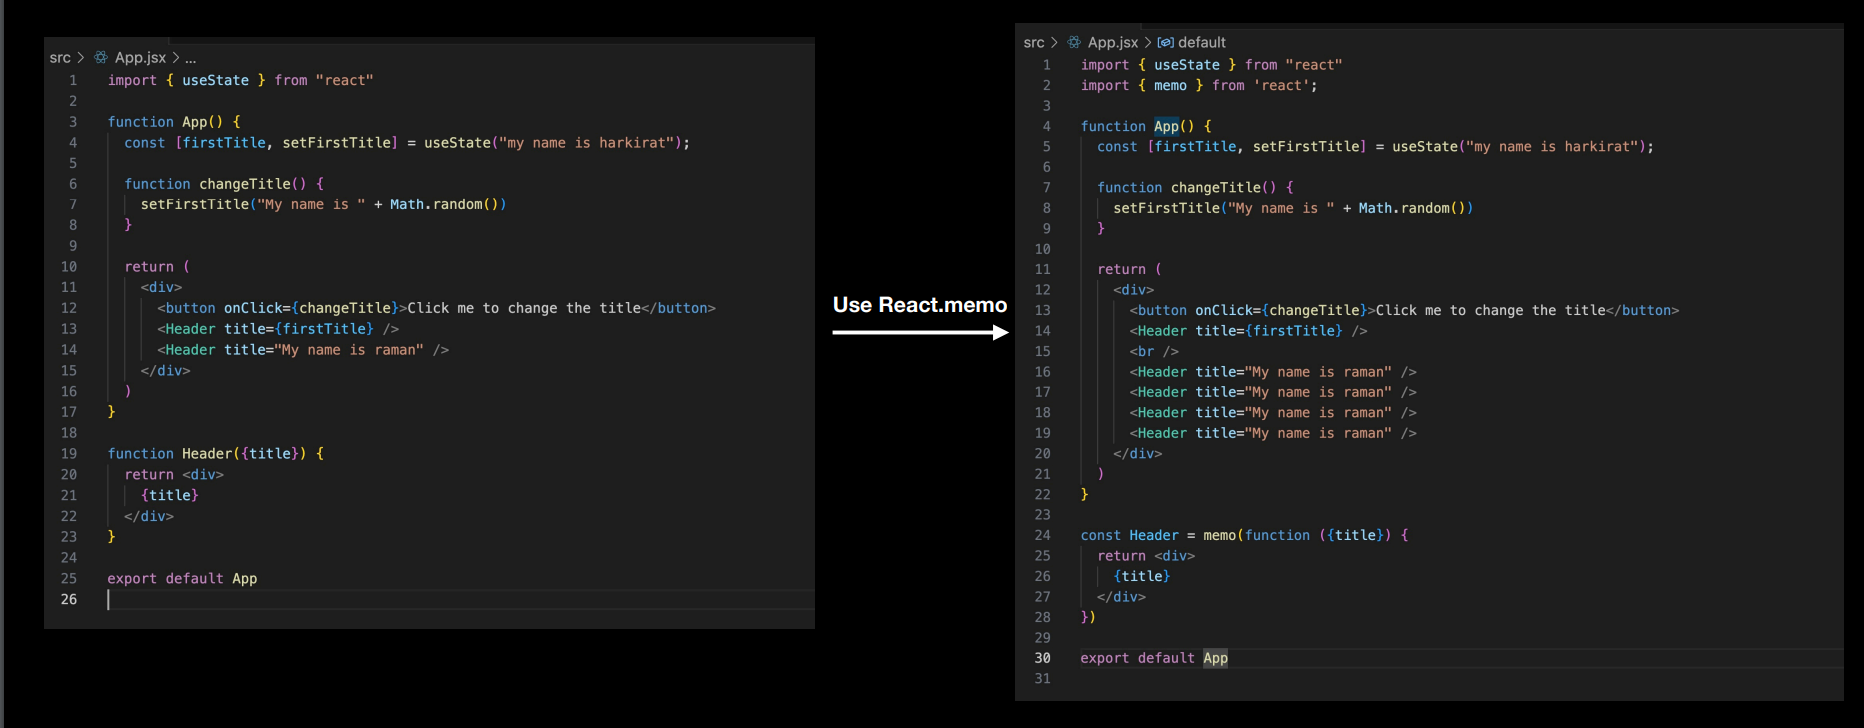 src > App.jsx > ...
1 import { useState } from "react"
2
3 function App() {
4 const [firstTitle, setFirstTitle] = useState("my name is harkirat");
5
6 function changeTitle() {
7 setFirstTitle("My name is " + Math.random())
8 }
9
10 return (
11 <div>
12 <button onClick={changeTitle}>Click me to change the title</button>
13 <Header title={firstTitle} />
14 <Header title="My name is raman" />
15 </div>
16 )
17 }
18
19 function Header({title}) {
20 return <div>
21 {title}
22 </div>
23 }
24
25 export default App
26
Use React.memo
src > App.jsx > default
1 import { useState } from "react"
2 import { memo } from 'react';
3
4 function App() {
5 const [firstTitle, setFirstTitle] = useState("my name is harkirat");
6
7 function changeTitle() {
8 setFirstTitle("My name is " + Math.random())
9 }
10
11 return (
12 <div>
13 <button onClick={changeTitle}>Click me to change the title</button>
14 <Header title={firstTitle} />
15 <br />
16 <Header title="My name is raman" />
17 <Header title="My name is raman" />
18 <Header title="My name is raman" />
19 <Header title="My name is raman" />
20 </div>
21 )
22 }
23
24 const Header = memo(function ({title}) {
25 return <div>
26 {title}
27 </div>
28 })
29
30 export default App
31